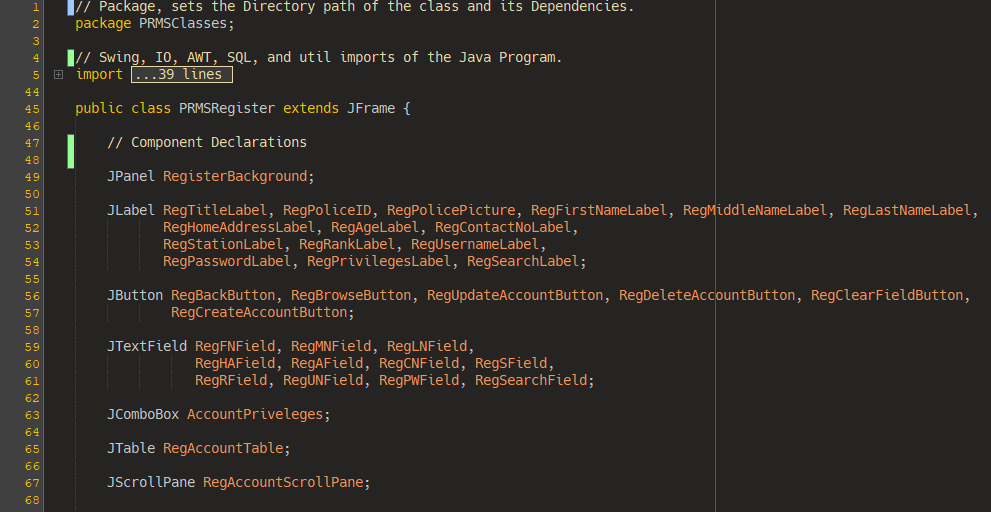 1 // Package, sets the Directory path of the class and its Dependencies.
2 package PRMSClasses;
3
4 // Swing, IO, AWT, SQL, and util imports of the Java Program.
5 import ...39 lines
44
45 public class PRMSRegister extends JFrame {
46
47 // Component Declarations
48
49 JPanel RegisterBackground;
50
51 JLabel RegTitleLabel, RegPoliceID, RegPolicePicture, RegFirstNameLabel, RegMiddleNameLabel, RegLastNameLabel,
52 RegHomeAddressLabel, RegAgeLabel, RegContactNoLabel,
53 RegStationLabel, RegRankLabel, RegUsernameLabel,
54 RegPasswordLabel, RegPrivilegesLabel, RegSearchLabel;
55
56 JButton RegBackButton, RegBrowseButton, RegUpdateAccountButton, RegDeleteAccountButton, RegClearFieldButton,
57 RegCreateAccountButton;
58
59 JTextField RegFNField, RegMNField, RegLNField,
60 RegHAField, RegAField, RegCNField, RegSField,
61 RegRField, RegUNField, RegPWField, RegSearchField;
62
63 JComboBox AccountPriveleges;
64
65 JTable RegAccountTable;
66
67 JScrollPane RegAccountScrollPane;
68